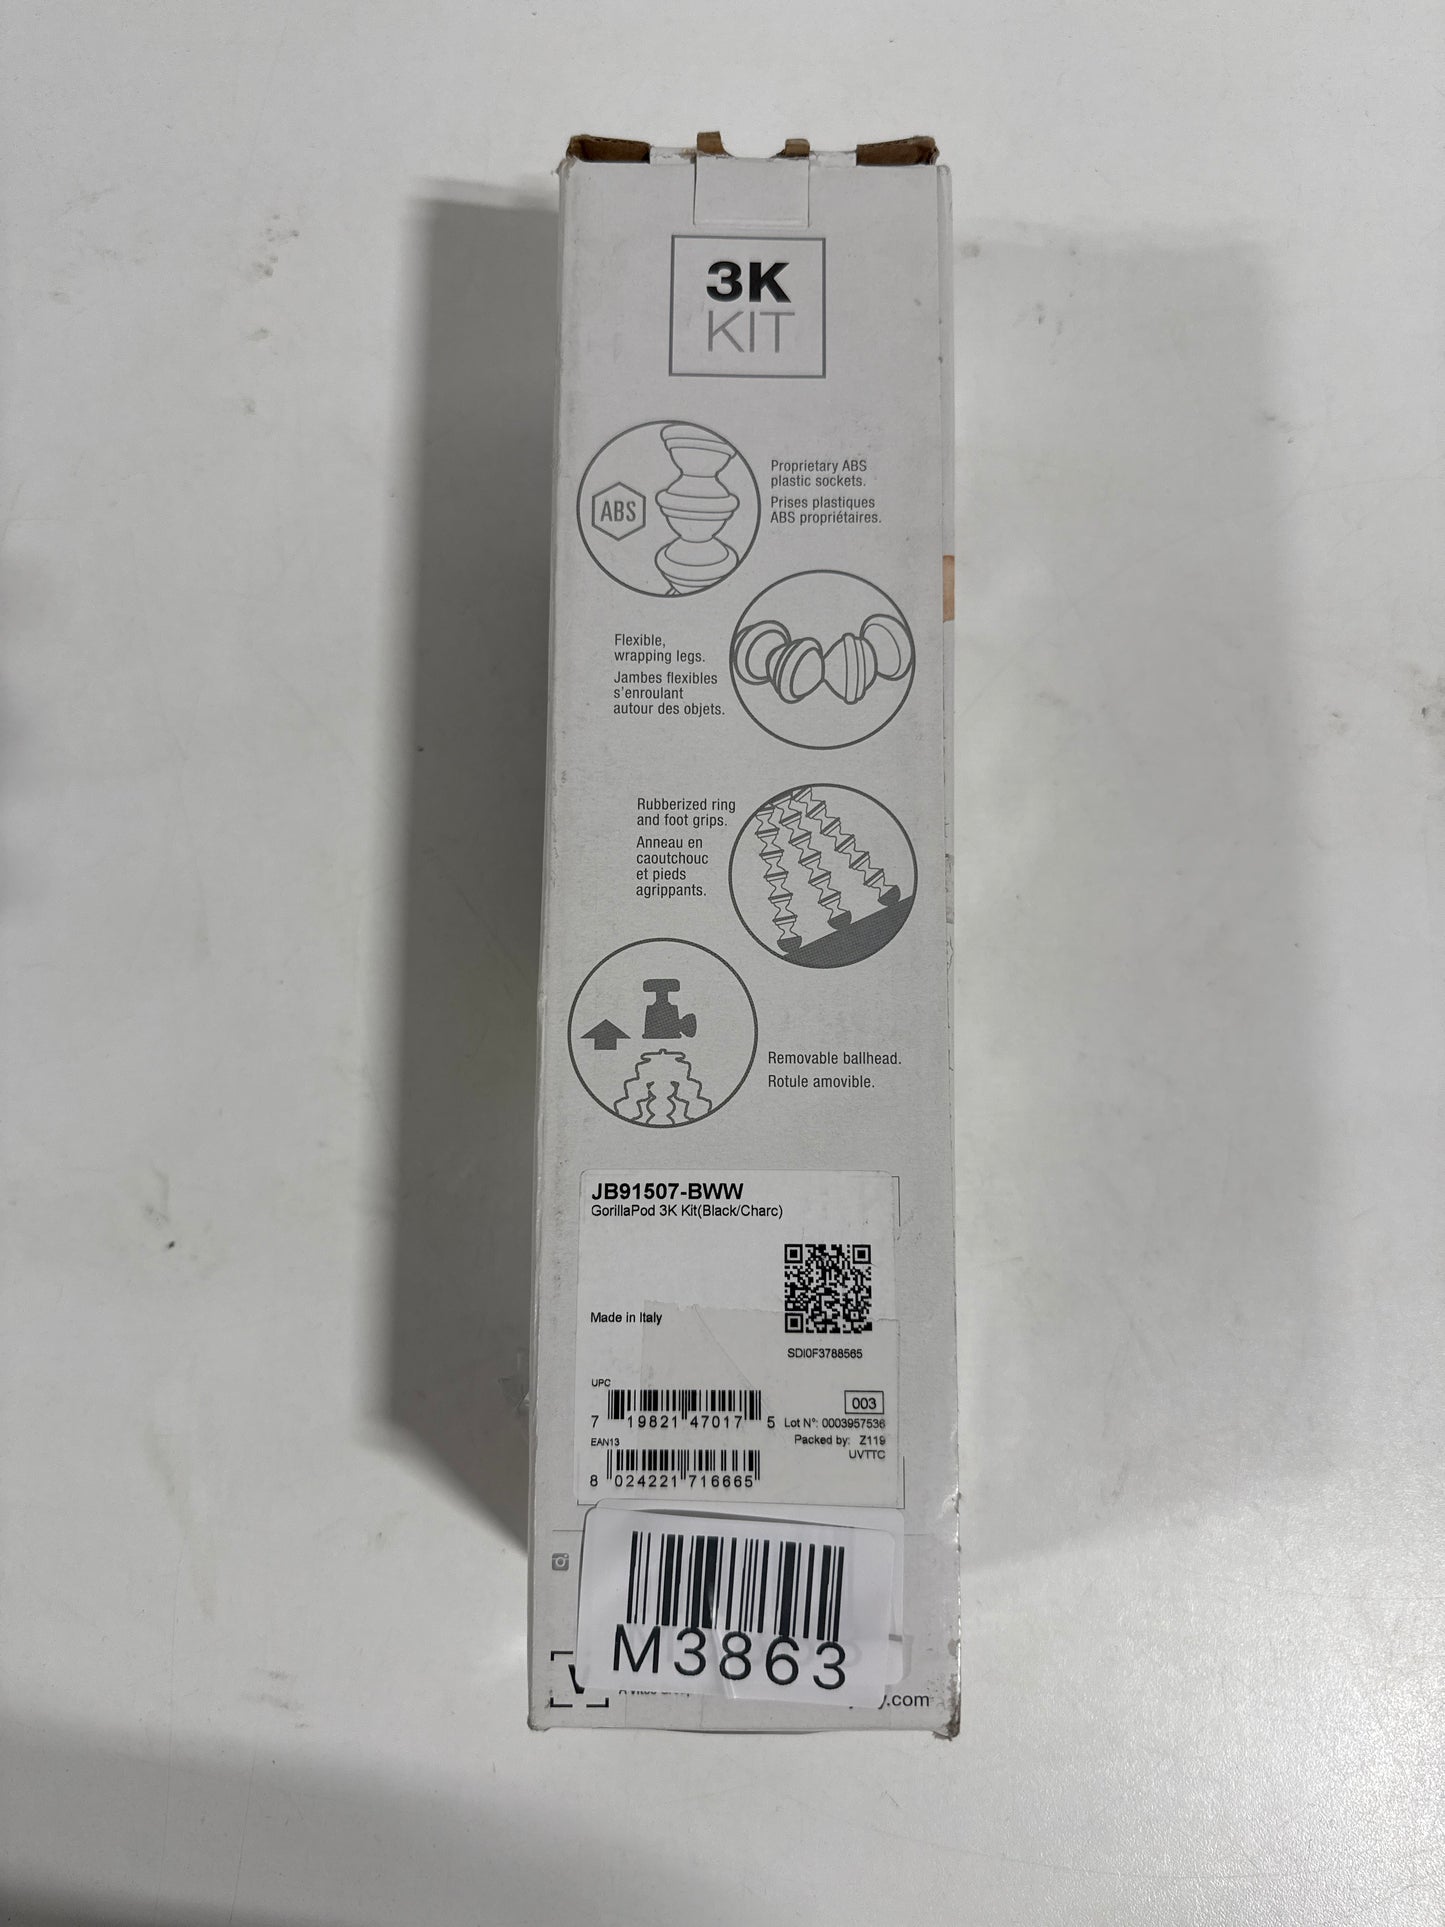 3K
KIT
ABS
Proprietary ABS
plastic sockets.
Prises plastiques
ABS propriétaires.
Flexible,
wrapping legs.
Jambes flexibles
s'enroulant
autour des objets.
Rubberized ring
and foot grips.
Anneau en
caoutchouc
et pieds
agrippants.
Removable ballhead.
Rotule amovible.
JB91507-BWW
GorillaPod 3K Kit(Black/Charc)
Made in Italy
SDI0F3788565
UPC
7 19821 47017 5
003
Lot N°: 0003957536
Packed by: Z119
UVTTC
EAN13
8 024221 716665
M3863
.com